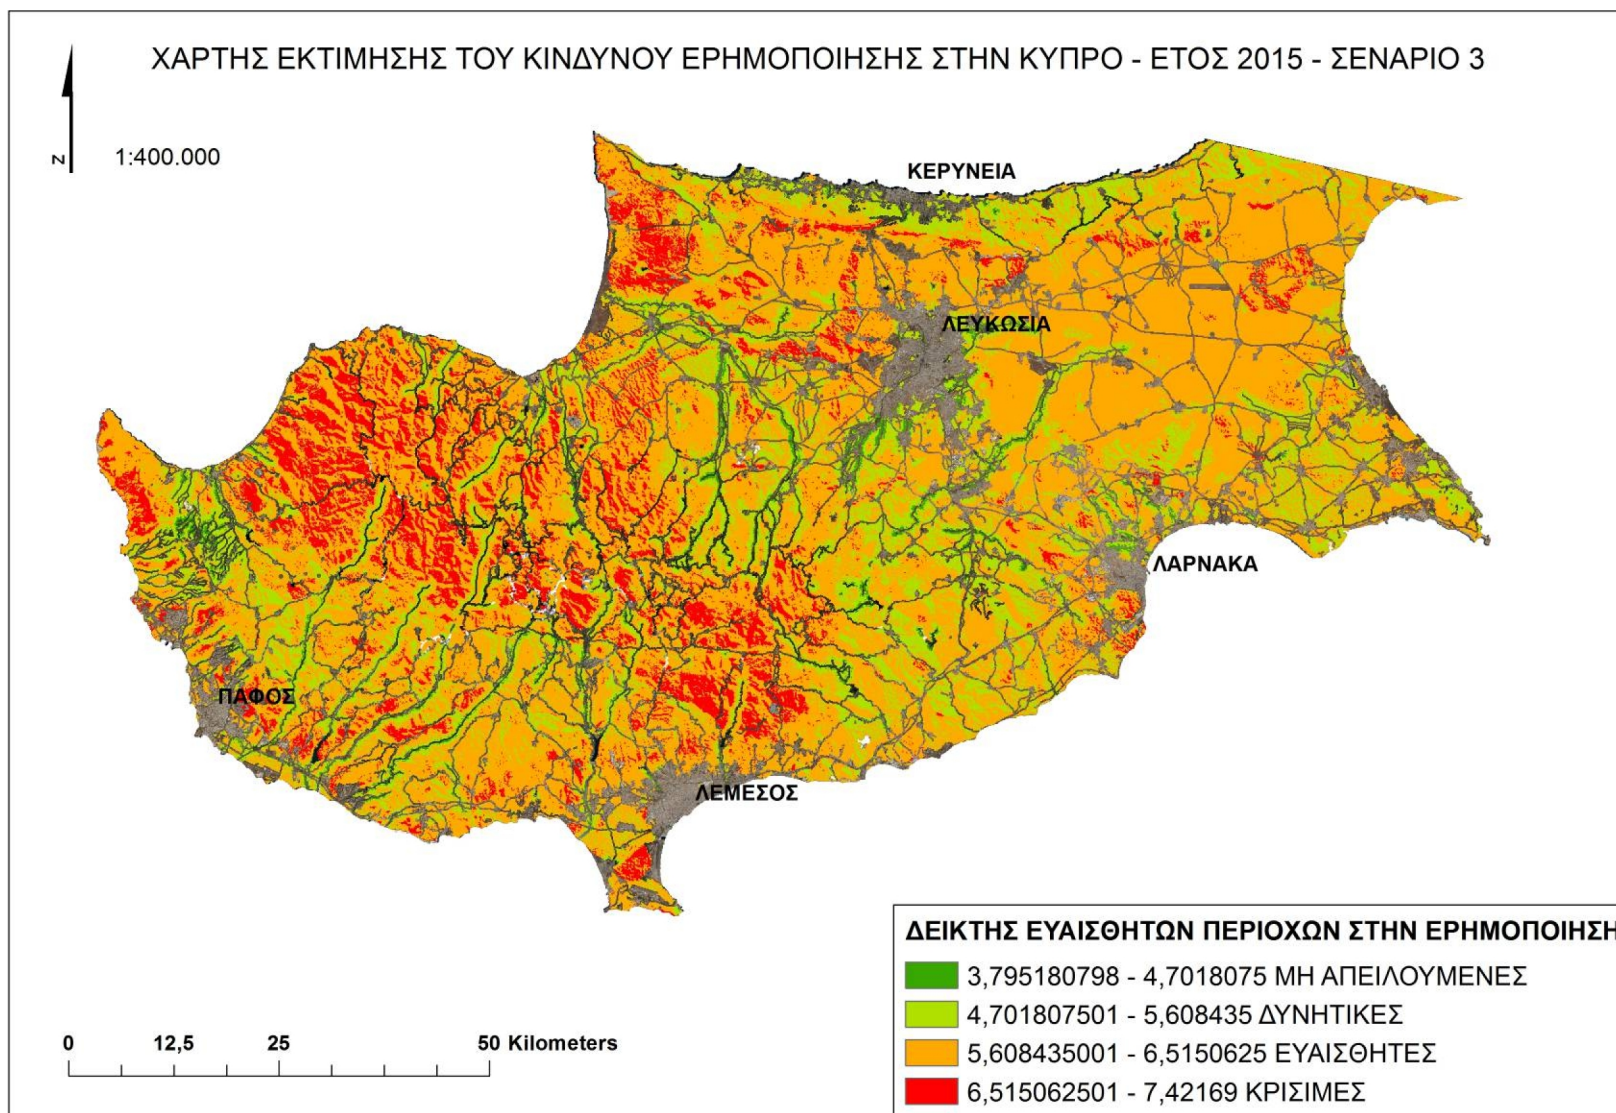 ΧΑΡΤΗΣ ΕΚΤΙΜΗΣΗΣ ΤΟΥ ΚΙΝΔΥΝΟΥ ΕΡΗΜΟΠΟΙΗΣΗΣ ΣΤΗΝ ΚΥΠΡΟ - ΕΤΟΣ 2015 - ΣΕΝΑΡΙΟ 3
Z
1:400.000
ΚΕΡΥΝΕΙΑ
ΛΕΥΚΩΣΙΑ
ΛΑΡΝΑΚΑ
ΠΑΦΟΣ
ΛΕΜΕΣΟΣ
ΔΕΙΚΤΗΣ ΕΥΑΙΣΘΗΤΩΝ ΠΕΡΙΟΧΩΝ ΣΤΗΝ ΕΡΗΜΟΠΟΙΗΣΗ
3,795180798 - 4,7018075 ΜΗ ΑΠΕΙΛΟΥΜΕΝΕΣ
4,701807501 - 5,608435 ΔΥΝΗΤΙΚΕΣ
5,608435001 - 6,5150625 ΕΥΑΙΣΘΗΤΕΣ
6,515062501 - 7,42169 ΚΡΙΣΙΜΕΣ
0 12,5 25 50 Kilometers